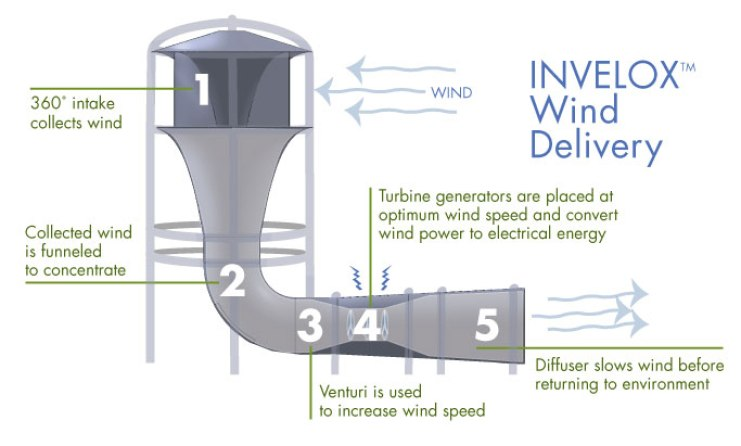 INVELOX™
Wind
Delivery
WIND
1
360° intake
collects wind
Collected wind
is funneled
to concentrate
2
Turbine generators are placed at
optimum wind speed and convert
wind power to electrical energy
3
4
5
Venturi is used
to increase wind speed
Diffuser slows wind before
returning to environment